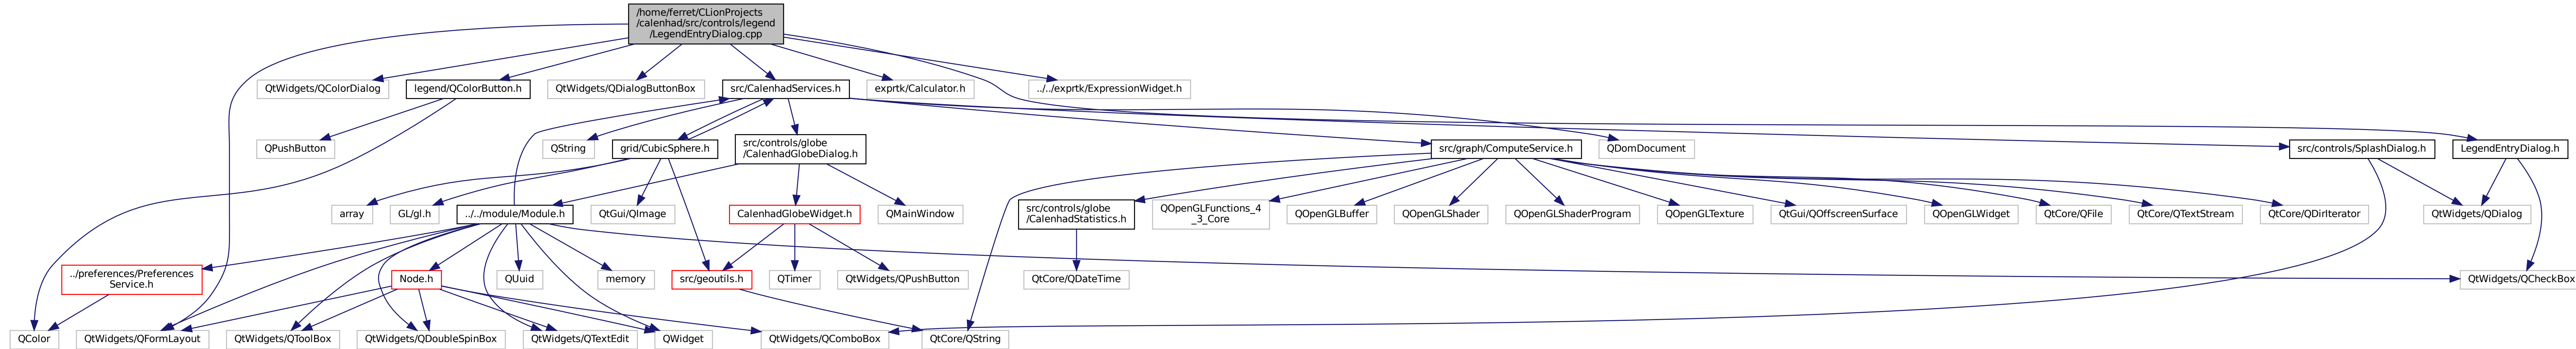 /home/ferret/CLionProjects
/calenhad/src/controls/legend
/LegendEntryDialog.cpp
QtWidgets/QColorDialog
legend/QColorButton.h
QtWidgets/QDialogButtonBox
src/CalenhadServices.h
exprtk/Calculator.h
../../exprtk/ExpressionWidget.h
QPushButton
QString
grid/CubicSphere.h
src/controls/globe
/CalenhadGlobeDialog.h
src/graph/ComputeService.h
QDomDocument
src/controls/SplashDialog.h
LegendEntryDialog.h
array
GL/gl.h
../../module/Module.h
QtGui/QImage
CalenhadGlobeWidget.h
QMainWindow
src/controls/globe
/CalenhadStatistics.h
QOpenGLFunctions_4
_3_Core
QOpenGLBuffer
QOpenGLShader
QOpenGLShaderProgram
QOpenGLTexture
QtGui/QOffscreenSurface
QOpenGLWidget
QtCore/QFile
QtCore/QTextStream
QtCore/QDirIterator
QtWidgets/QDialog
../preferences/Preferences
Service.h
Node.h
QUuid
memory
src/geoutils.h
QTimer
QtWidgets/QPushButton
QtCore/QDateTime
QtWidgets/QCheckBox
QColor
QtWidgets/QFormLayout
QtWidgets/QToolBox
QtWidgets/QDoubleSpinBox
QtWidgets/QTextEdit
QWidget
QtWidgets/QComboBox
QtCore/QString